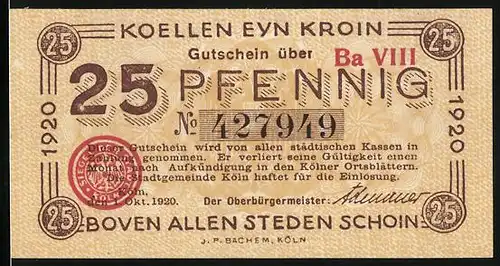 KOELLEN EYN KROIN
25 25
Gutschein über
Ba VIII
25 PFENNIG
1920 1920
№ 427949
Dieser Gutschein wird von allen städtischen Kassen in
Zahlung genommen. Er verliert seine Gültigkeit einen
Monat nach Aufkündigung in den Kölner Ortsblättern.
Die Stadtgemeinde Köln haftet für die Einlosung.
Köln,
den 1. Okt. 1920. Der Oberbürgermeister:
25 25
BOVEN ALLEN STEDEN SCHOIN
J. P. BACHEM, KÖLN